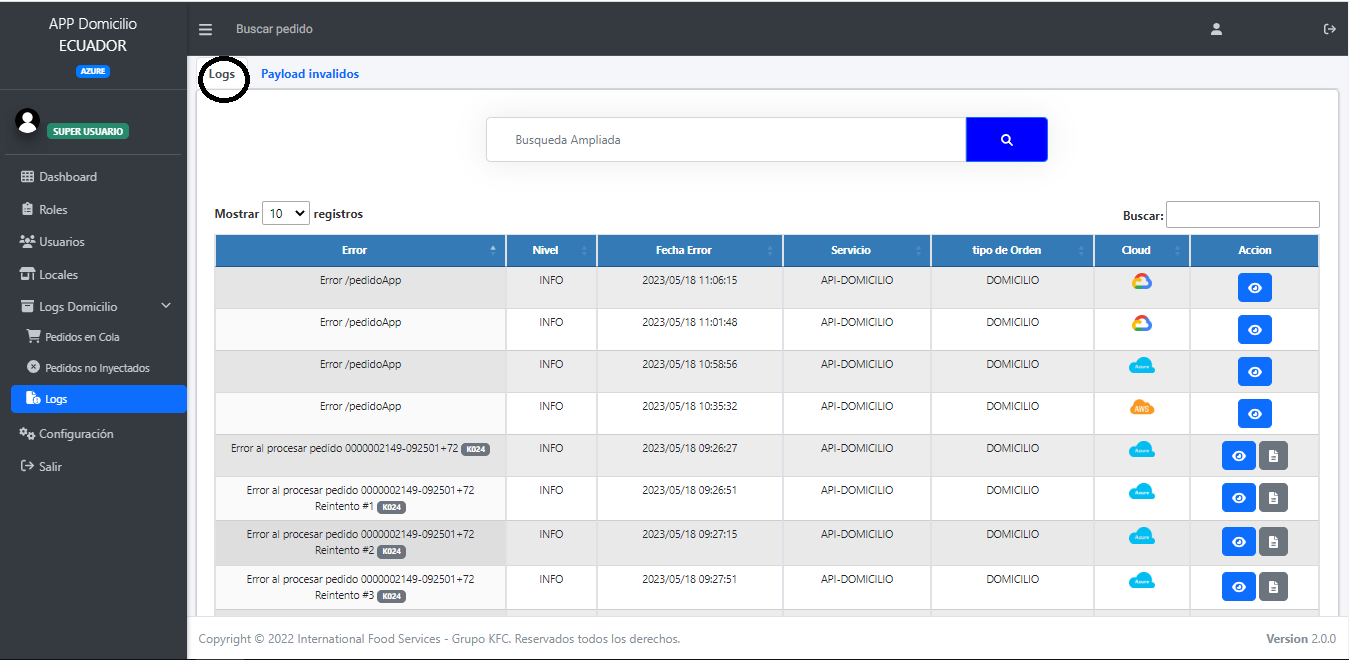 APP Domicilio
ECUADOR
AZURE
SUPER USUARIO
Dashboard
Roles
Usuarios
Locales
Logs Domicilio
Pedidos en Cola
Pedidos no Inyectados
Logs
Configuración
Salir
Buscar pedido
Logs Payload invalidos
Busqueda Ampliada
Mostrar 10 registros Buscar:
Error Nivel Fecha Error Servicio tipo de Orden Cloud Accion
Error /pedidoApp INFO 2023/05/18 11:06:15 API-DOMICILIO DOMICILIO
Error /pedidoApp INFO 2023/05/18 11:01:48 API-DOMICILIO DOMICILIO
Error /pedidoApp INFO 2023/05/18 10:58:56 API-DOMICILIO DOMICILIO Azure
Error /pedidoApp INFO 2023/05/18 10:35:32 API-DOMICILIO DOMICILIO AWS
Error al procesar pedido 0000002149-092501+72 K024 INFO 2023/05/18 09:26:27 API-DOMICILIO DOMICILIO Azure
Error al procesar pedido 0000002149-092501+72 INFO 2023/05/18 09:26:51 API-DOMICILIO DOMICILIO Azure
Reintento #1 K024
Error al procesar pedido 0000002149-092501+72 INFO 2023/05/18 09:27:15 API-DOMICILIO DOMICILIO Azure
Reintento #2 K024
Error al procesar pedido 0000002149-092501+72 INFO 2023/05/18 09:27:51 API-DOMICILIO DOMICILIO Azure
Reintento #3 K024
Copyright © 2022 International Food Services - Grupo KFC. Reservados todos los derechos. Version 2.0.0